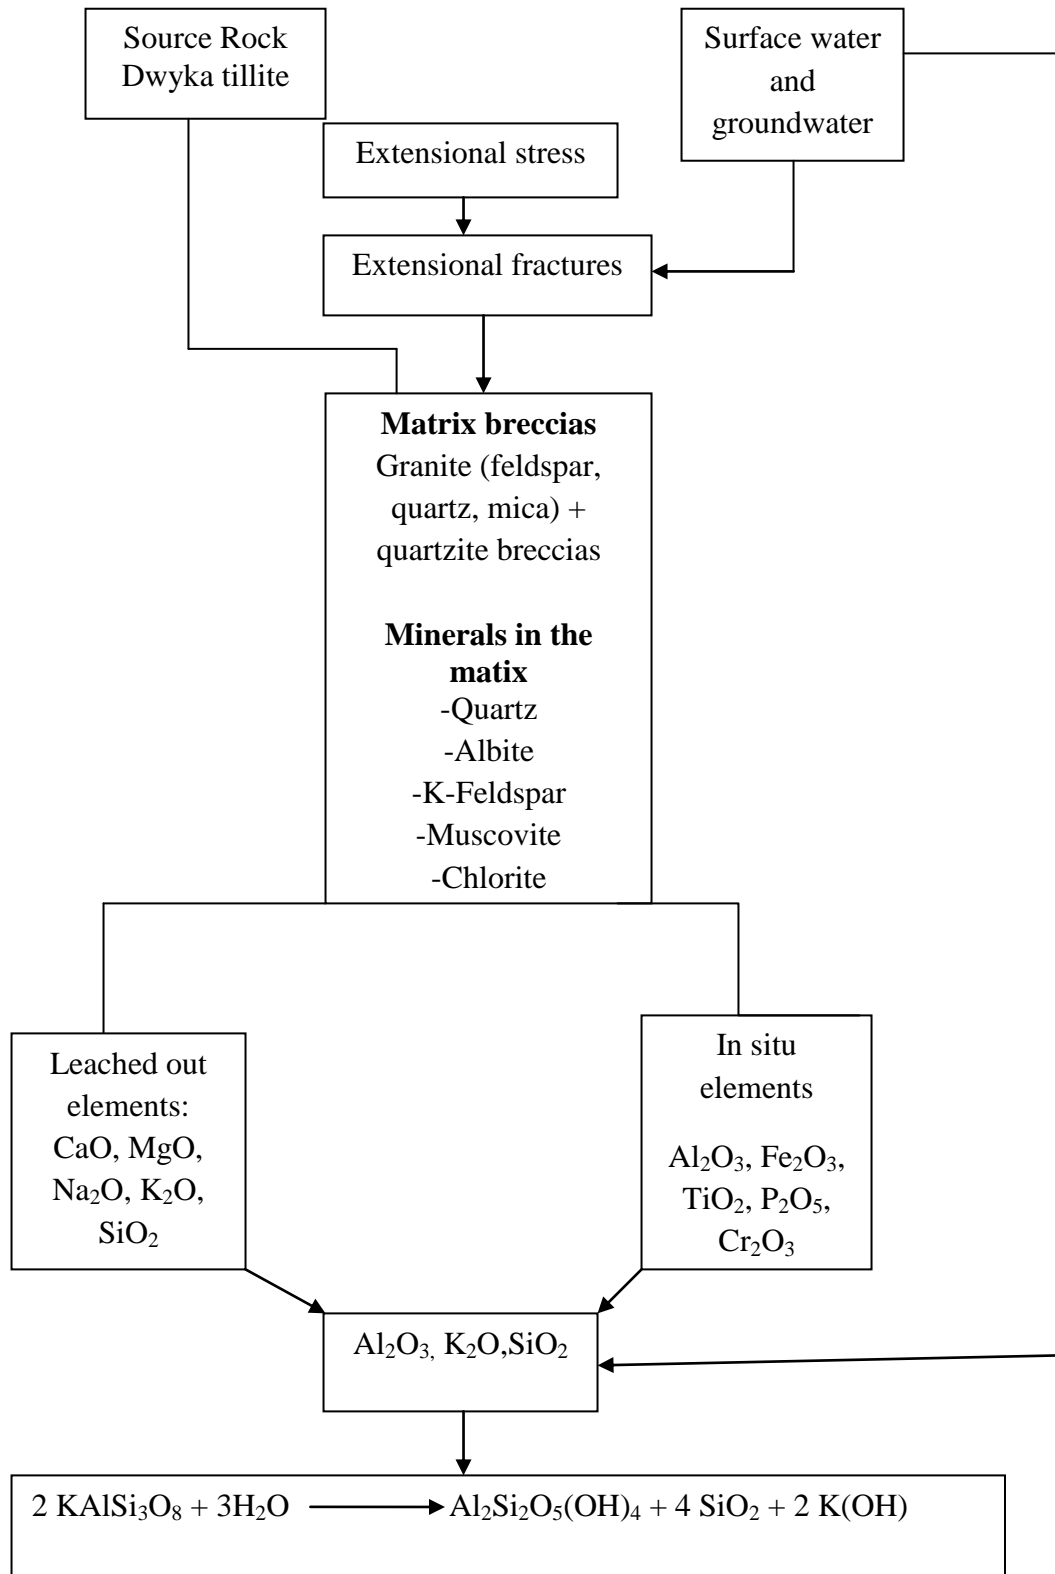 Source Rock
Dwyka tillite
Surface water
and
groundwater
Extensional stress
Extensional fractures
Matrix breccias
Granite (feldspar,
quartz, mica) +
quartzite breccias
Minerals in the
matix
-Quartz
-Albite
-K-Feldspar
-Muscovite
-Chlorite
Leached out
elements:
CaO, MgO,
Na₂O, K₂O,
SiO₂
In situ
elements
Al₂O₃, Fe₂O₃,
TiO₂, P₂O₅,
Cr₂O₃
Al₂O₃, K₂O,SiO₂
2 KAlSi₃O₈ + 3H₂O ⟶ Al₂Si₂O₅(OH)₄ + 4 SiO₂ + 2 K(OH)